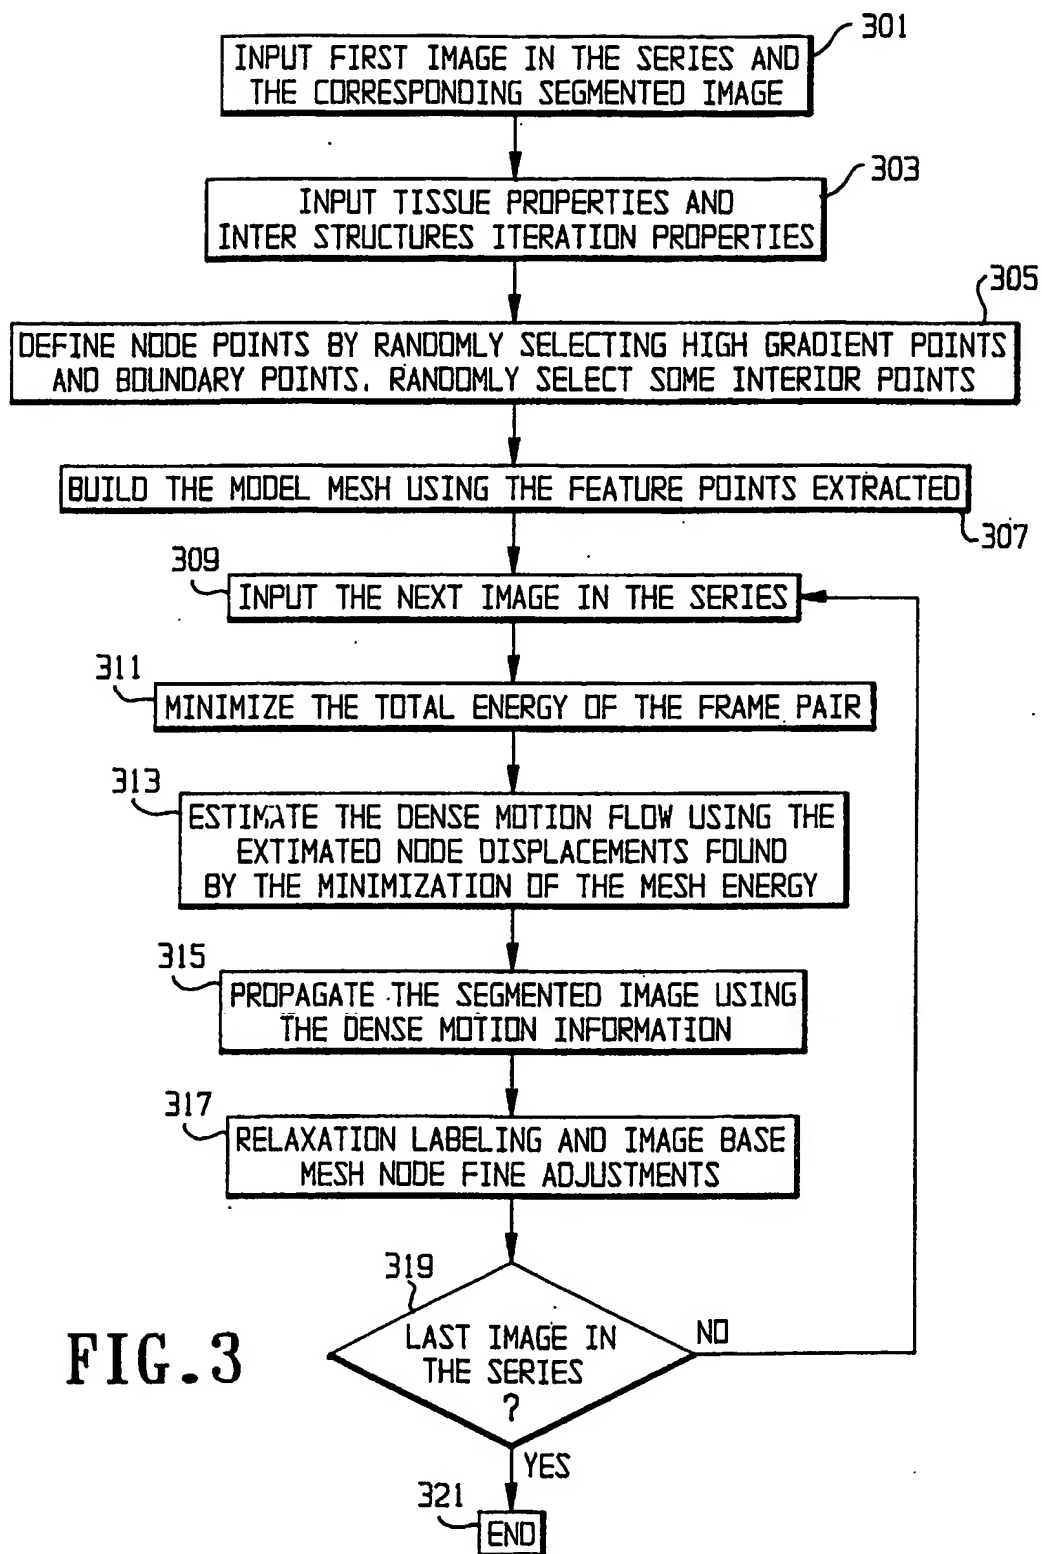 301
INPUT FIRST IMAGE IN THE SERIES AND
THE CORRESPONDING SEGMENTED IMAGE
303
INPUT TISSUE PROPERTIES AND
INTER STRUCTURES ITERATION PROPERTIES
305
DEFINE NODE POINTS BY RANDOMLY SELECTING HIGH GRADIENT POINTS
AND BOUNDARY POINTS. RANDOMLY SELECT SOME INTERIOR POINTS
BUILD THE MODEL MESH USING THE FEATURE POINTS EXTRACTED
307
309
INPUT THE NEXT IMAGE IN THE SERIES
311
MINIMIZE THE TOTAL ENERGY OF THE FRAME PAIR
313
ESTIMATE THE DENSE MOTION FLOW USING THE
EXTIMATED NODE DISPLACEMENTS FOUND
BY THE MINIMIZATION OF THE MESH ENERGY
315
PROPAGATE THE SEGMENTED IMAGE USING
THE DENSE MOTION INFORMATION
317
RELAXATION LABELING AND IMAGE BASE
MESH NODE FINE ADJUSTMENTS
319
LAST IMAGE IN
THE SERIES
?
NO
FIG.3
YES
321
END